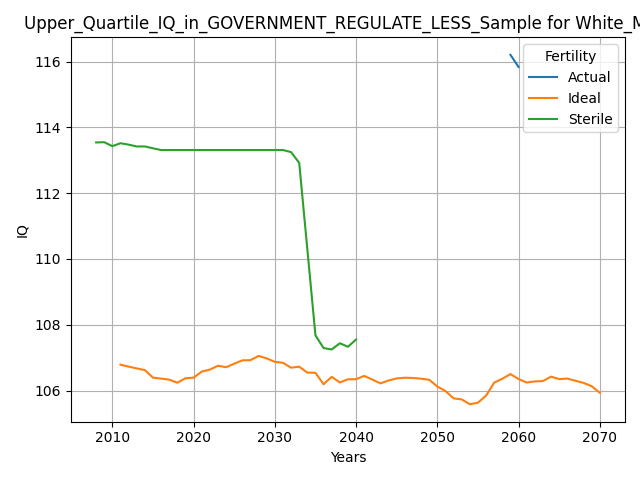 Upper_Quartile_IQ_in_GOVERNMENT_REGULATE_LESS_Sample for White_M
Fertility
Actual
Ideal
Sterile
116
114
112
110
108
106
IQ
2010 2020 2030 2040 2050 2060 2070
Years